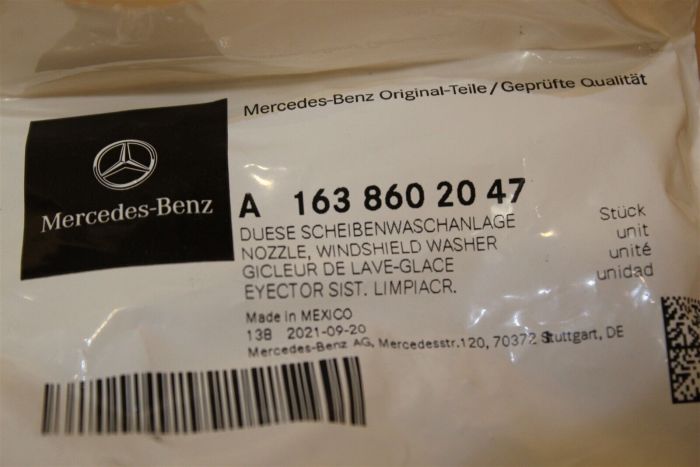 Mercedes-Benz Original-Teile / Geprüfte Qualität
Mercedes-Benz
A 163 860 20 47
DUESE SCHEIBENWASCHANLAGE Stück
NOZZLE, WINDSHIELD WASHER unit
GICLEUR DE LAVE-GLACE unité
EYECTOR SIST. LIMPIACR. unidad
Made in MEXICO
13B 2021-09-20
Mercedes-Benz AG, Mercedesstr.120, 70372 Stuttgart, DE